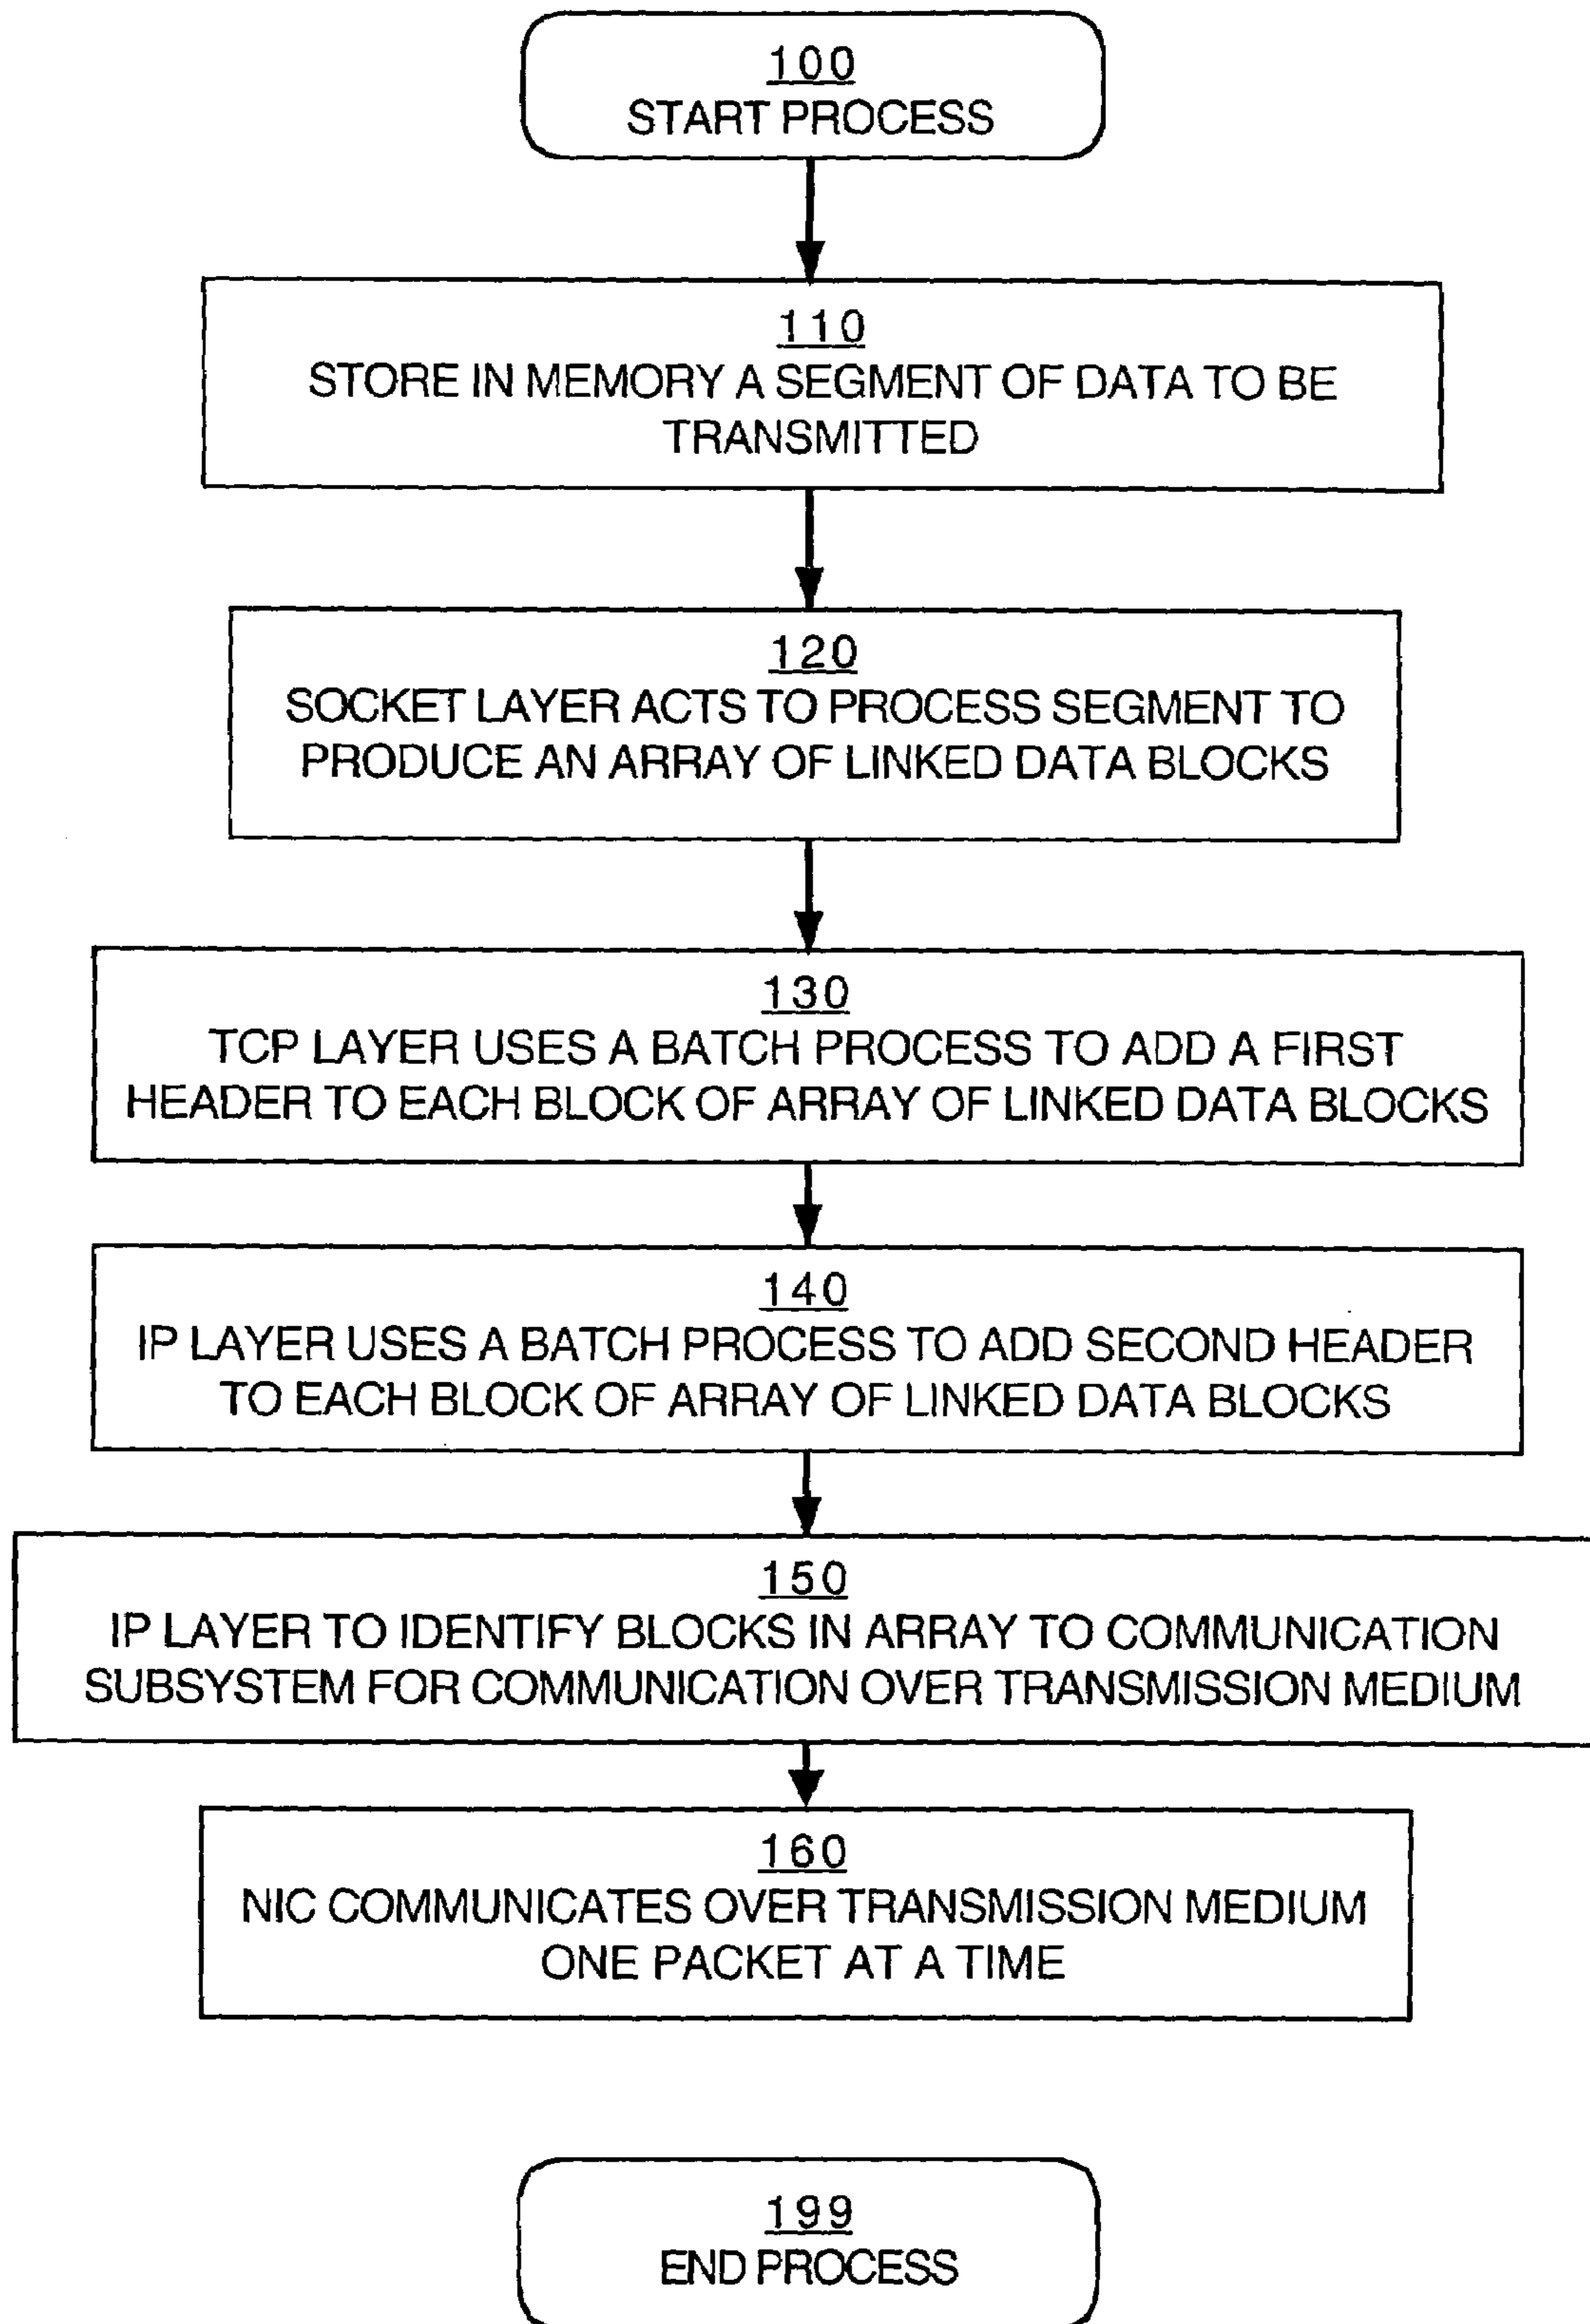 100
START PROCESS
110
STORE IN MEMORY A SEGMENT OF DATA TO BE
TRANSMITTED
120
SOCKET LAYER ACTS TO PROCESS SEGMENT TO
PRODUCE AN ARRAY OF LINKED DATA BLOCKS
130
TCP LAYER USES A BATCH PROCESS TO ADD A FIRST
HEADER TO EACH BLOCK OF ARRAY OF LINKED DATA BLOCKS
140
IP LAYER USES A BATCH PROCESS TO ADD SECOND HEADER
TO EACH BLOCK OF ARRAY OF LINKED DATA BLOCKS
150
IP LAYER TO IDENTIFY BLOCKS IN ARRAY TO COMMUNICATION
SUBSYSTEM FOR COMMUNICATION OVER TRANSMISSION MEDIUM
160
NIC COMMUNICATES OVER TRANSMISSION MEDIUM
ONE PACKET AT A TIME
199
END PROCESS